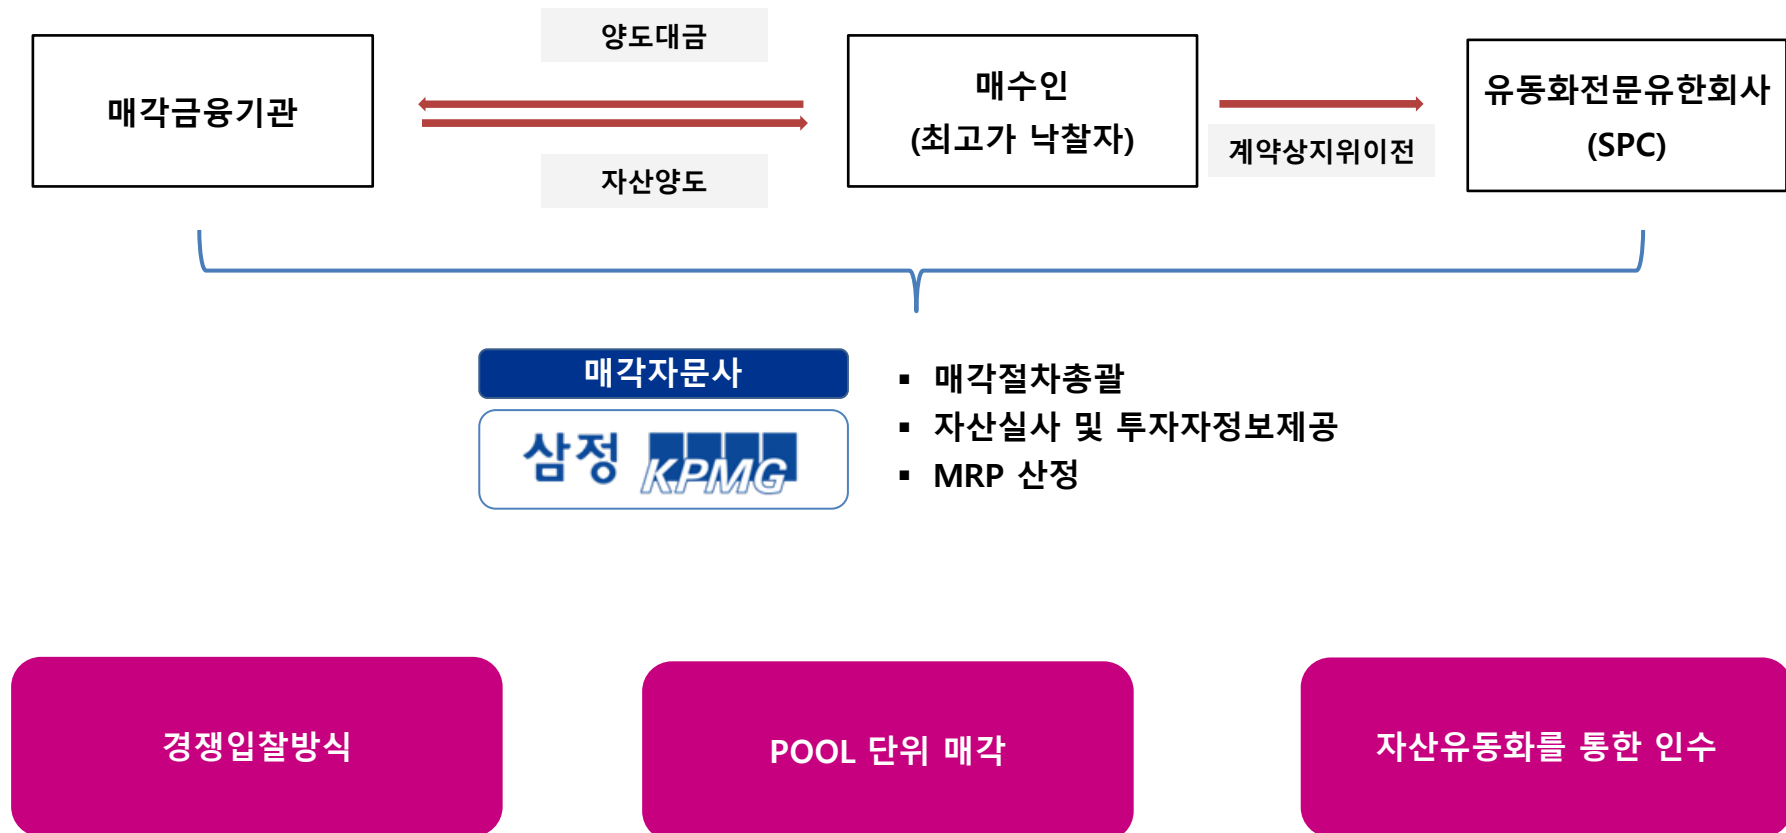 양도대금
매각금융기관
매수인
(최고가 낙찰자)
유동화전문유한회사
(SPC)
계약상지위이전
자산양도
매각자문사
삼정 KPMG
▪ 매각절차총괄
▪ 자산실사 및 투자자정보제공
▪ MRP 산정
경쟁입찰방식
POOL 단위 매각
자산유동화를 통한 인수